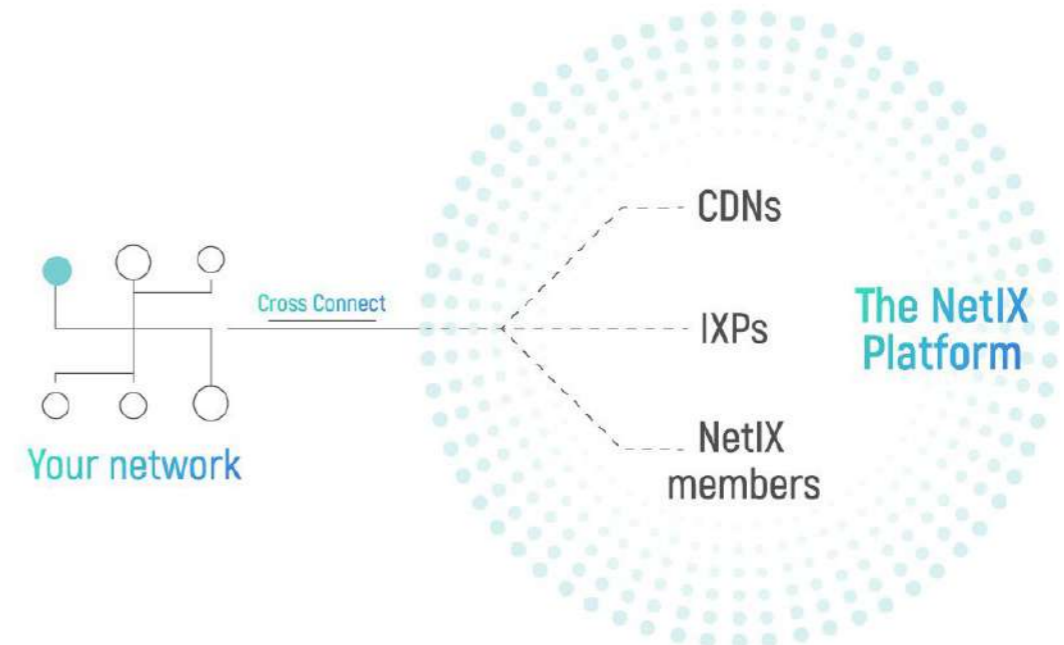 CDNs
Cross Connect
IXPs
The NetIX
Platform
NetIX
members
Your network